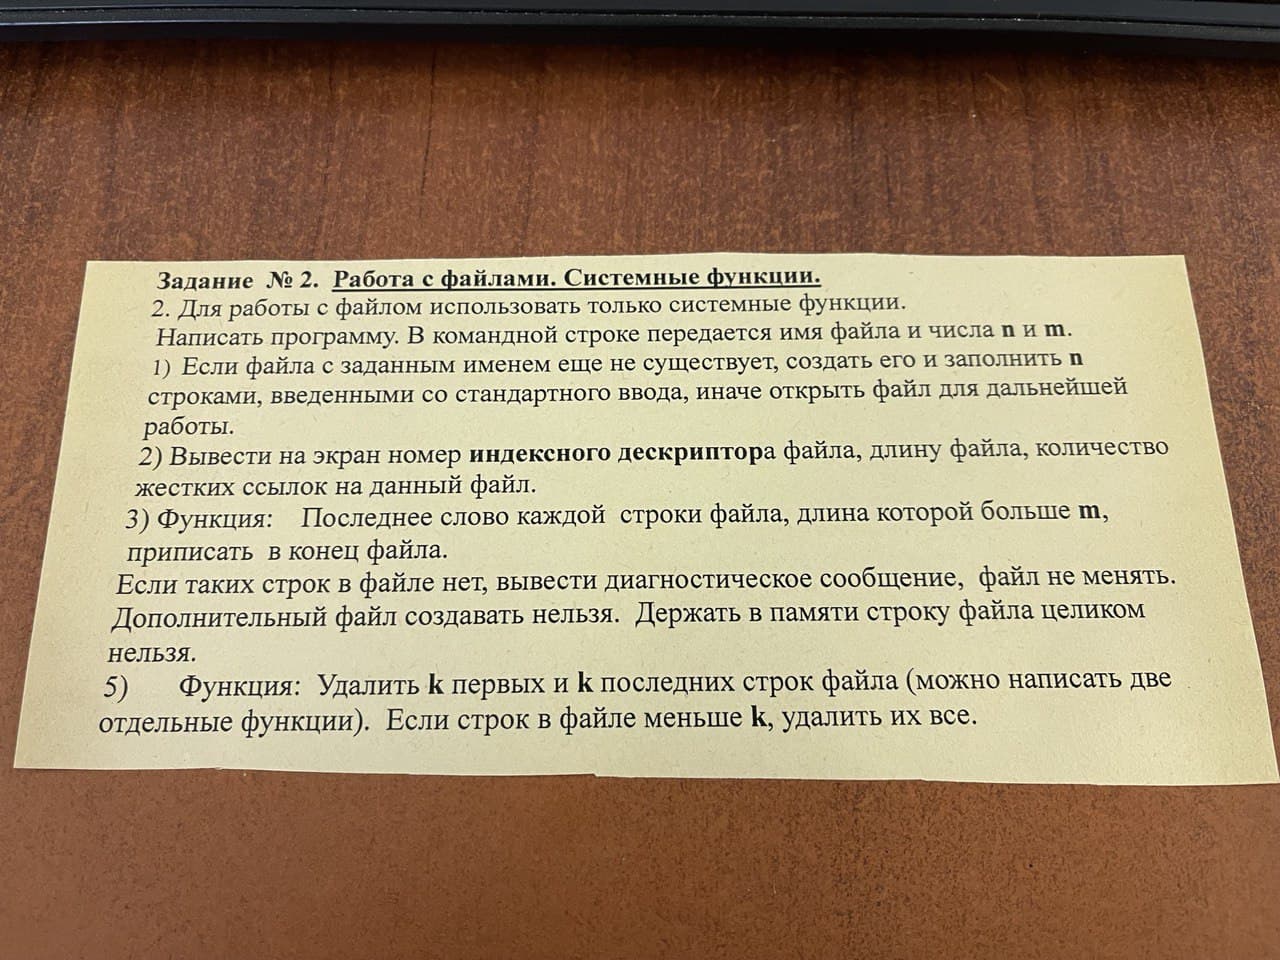 Задание № 2. Работа с файлами. Системные функции.
2. Для работы с файлом использовать только системные функции.
Написать программу. В командной строке передается имя файла и числа n и m.
1) Если файла с заданным именем еще не существует, создать его и заполнить n
строками, введенными со стандартного ввода, иначе открыть файл для дальнейшей
работы.
2) Вывести на экран номер индексного дескриптора файла, длину файла, количество
жестких ссылок на данный файл.
3) Функция: Последнее слово каждой строки файла, длина которой больше m,
приписать в конец файла.
Если таких строк в файле нет, вывести диагностическое сообщение, файл не менять.
Дополнительный файл создавать нельзя. Держать в памяти строку файла целиком
нельзя.
5) Функция: Удалить k первых и k последних строк файла (можно написать две
отдельные функции). Если строк в файле меньше k, удалить их все.